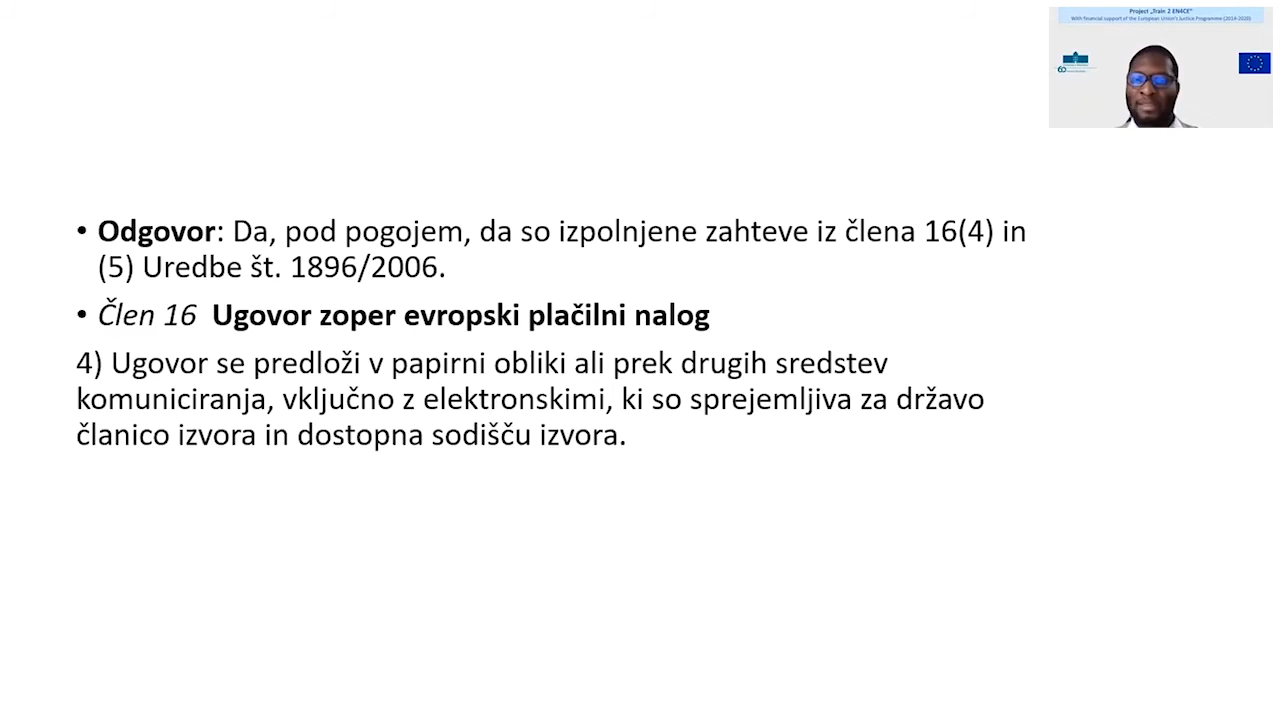 Project „Train 2 EN4CE"
With financial support of the European Union's Justice Programme (2014-2020)
60
• Odgovor: Da, pod pogojem, da so izpolnjene zahteve iz člena 16(4) in
(5) Uredbe št. 1896/2006.
• Člen 16 Ugovor zoper evropski plačilni nalog
4) Ugovor se predloži v papirni obliki ali prek drugih sredstev
komuniciranja, vključno z elektronskimi, ki so sprejemljiva za državo
članico izvora in dostopna sodišču izvora.